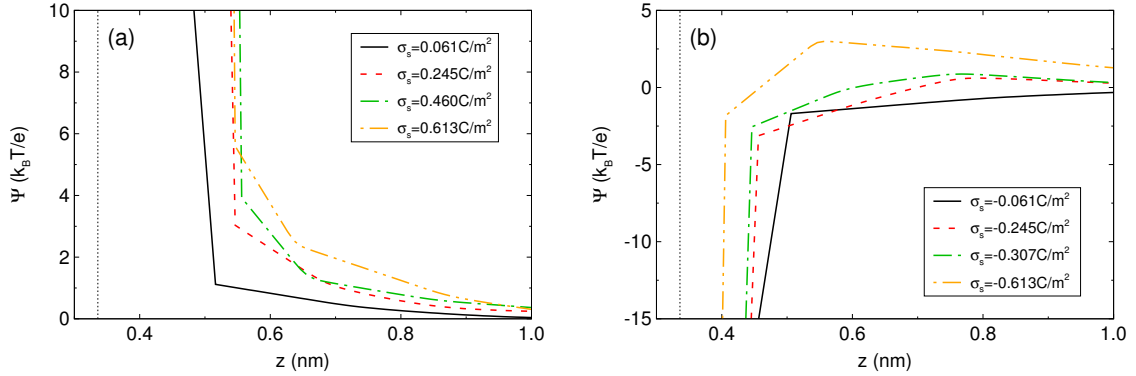 (a)
σₛ=0.061C/m²
σₛ=0.245C/m²
σₛ=0.460C/m²
σₛ=0.613C/m²
Ψ (k_BT/e)
10
8
6
4
2
0
0.4 0.6 0.8 1.0
z (nm)
(b)
σₛ=-0.061C/m²
σₛ=-0.245C/m²
σₛ=-0.307C/m²
σₛ=-0.613C/m²
Ψ (k_BT/e)
5
0
-5
-10
-15
0.4 0.6 0.8 1.0
z (nm)